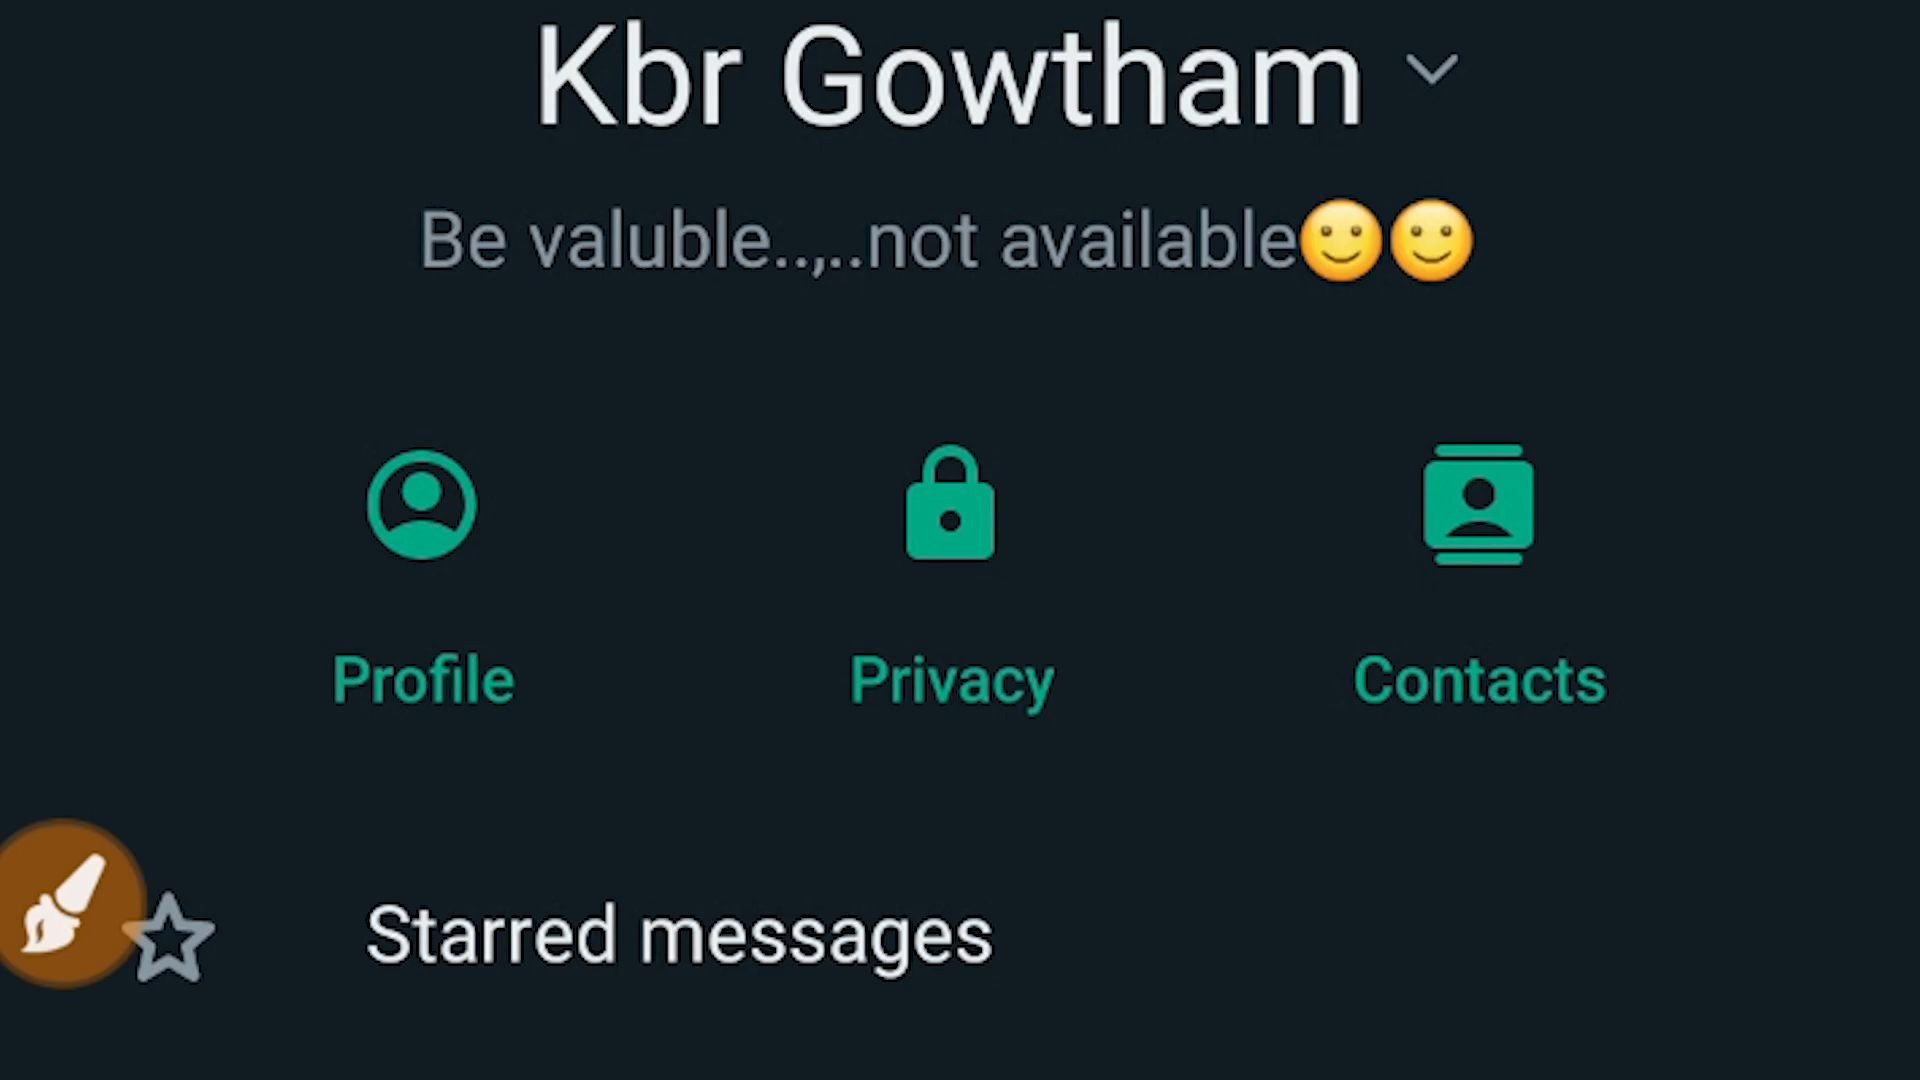 Kbr Gowtham
Be valuble..,..not available🙂🙂
Profile
Privacy
Contacts
Starred messages